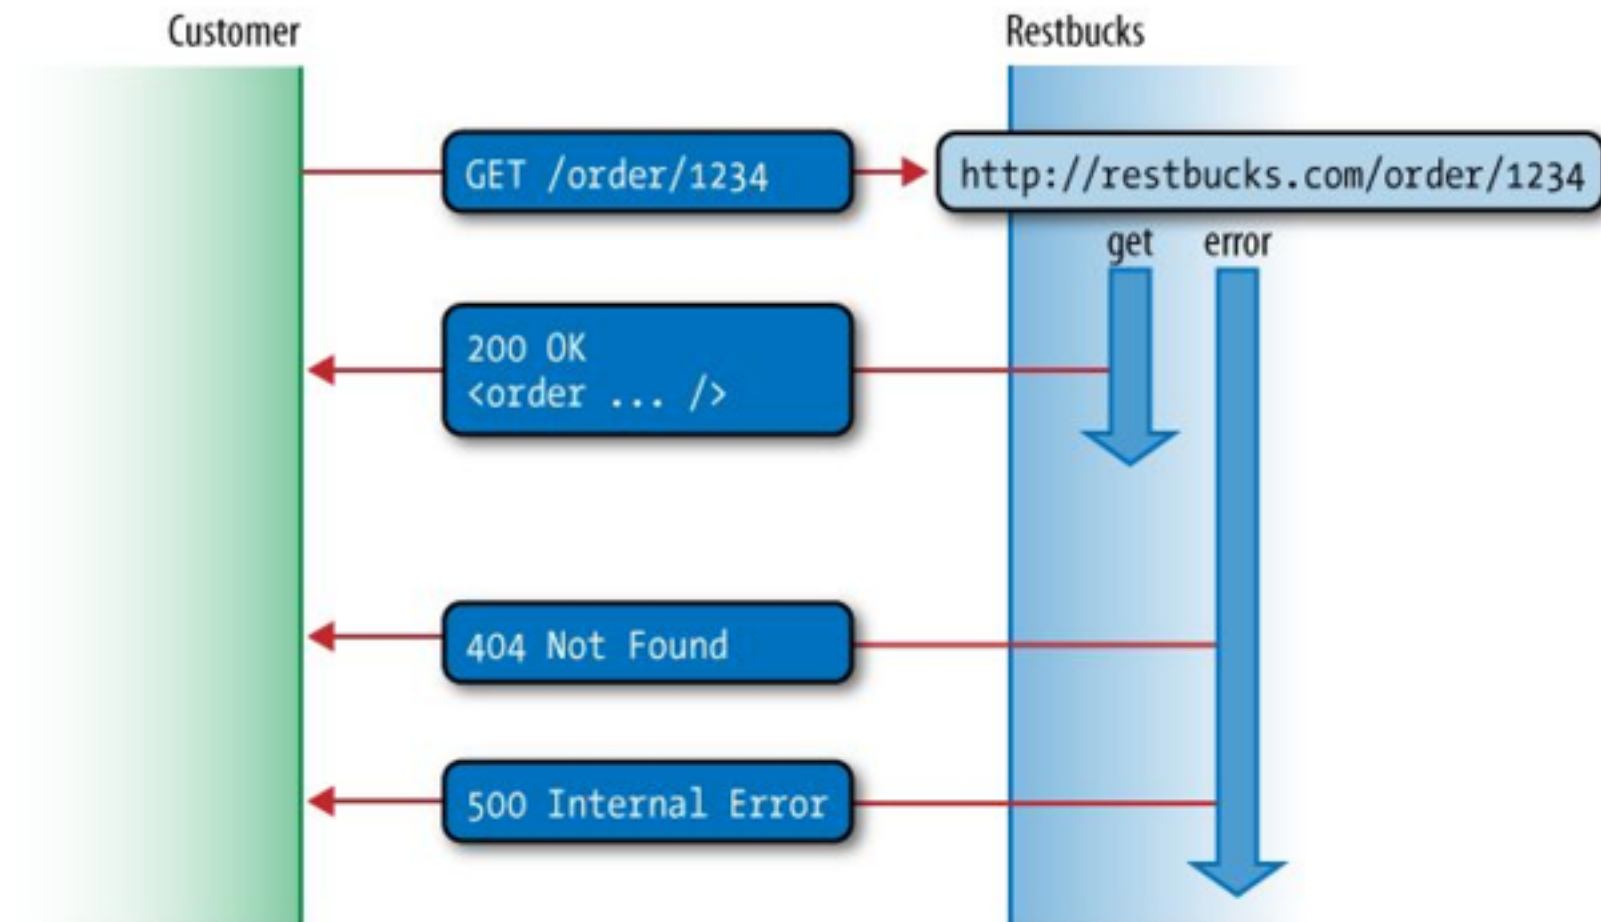 Customer
Restbucks
GET /order/1234
http://restbucks.com/order/1234
get
error
200 OK
<order ... />
404 Not Found
500 Internal Error